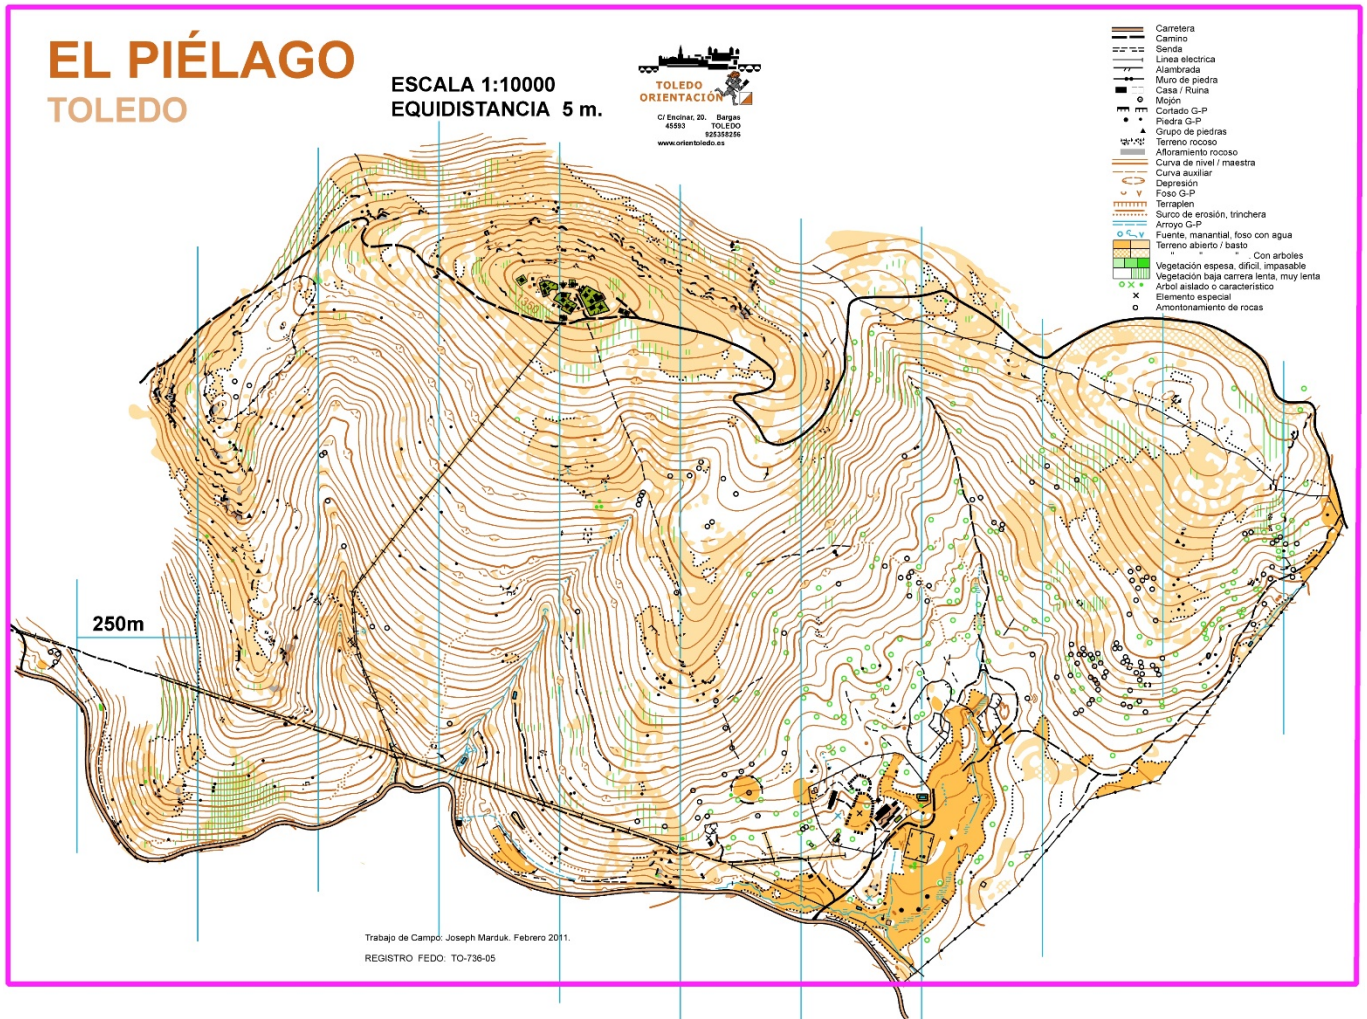 EL PIÉLAGO
TOLEDO
ESCALA 1:10000
EQUIDISTANCIA 5 m.
TOLEDO
ORIENTACIÓN
C/ Encinar, 20. Bargas
45593 TOLEDO
925358256
www.orientoledo.es
Carretera
Camino
Senda
Linea electrica
Alambrada
Muro de piedra
Casa / Ruina
Mojón
Cortado G-P
Piedra G-P
Grupo de piedras
Terreno rocoso
Afloramiento rocoso
Curva de nivel / maestra
Curva auxiliar
Depresión
Foso G-P
Terraplen
Surco de erosión, trinchera
Arroyo G-P
Fuente, manantial, foso con agua
Terreno abierto / basto
" " " . Con arboles
Vegetación espesa, dificil, impasable
Vegetación baja carrera lenta, muy lenta
Arbol aislado o característico
Elemento especial
Amontonamiento de rocas
1350
250m
Trabajo de Campo: Joseph Marduk. Febrero 2011.
REGISTRO FEDO: TO-736-05